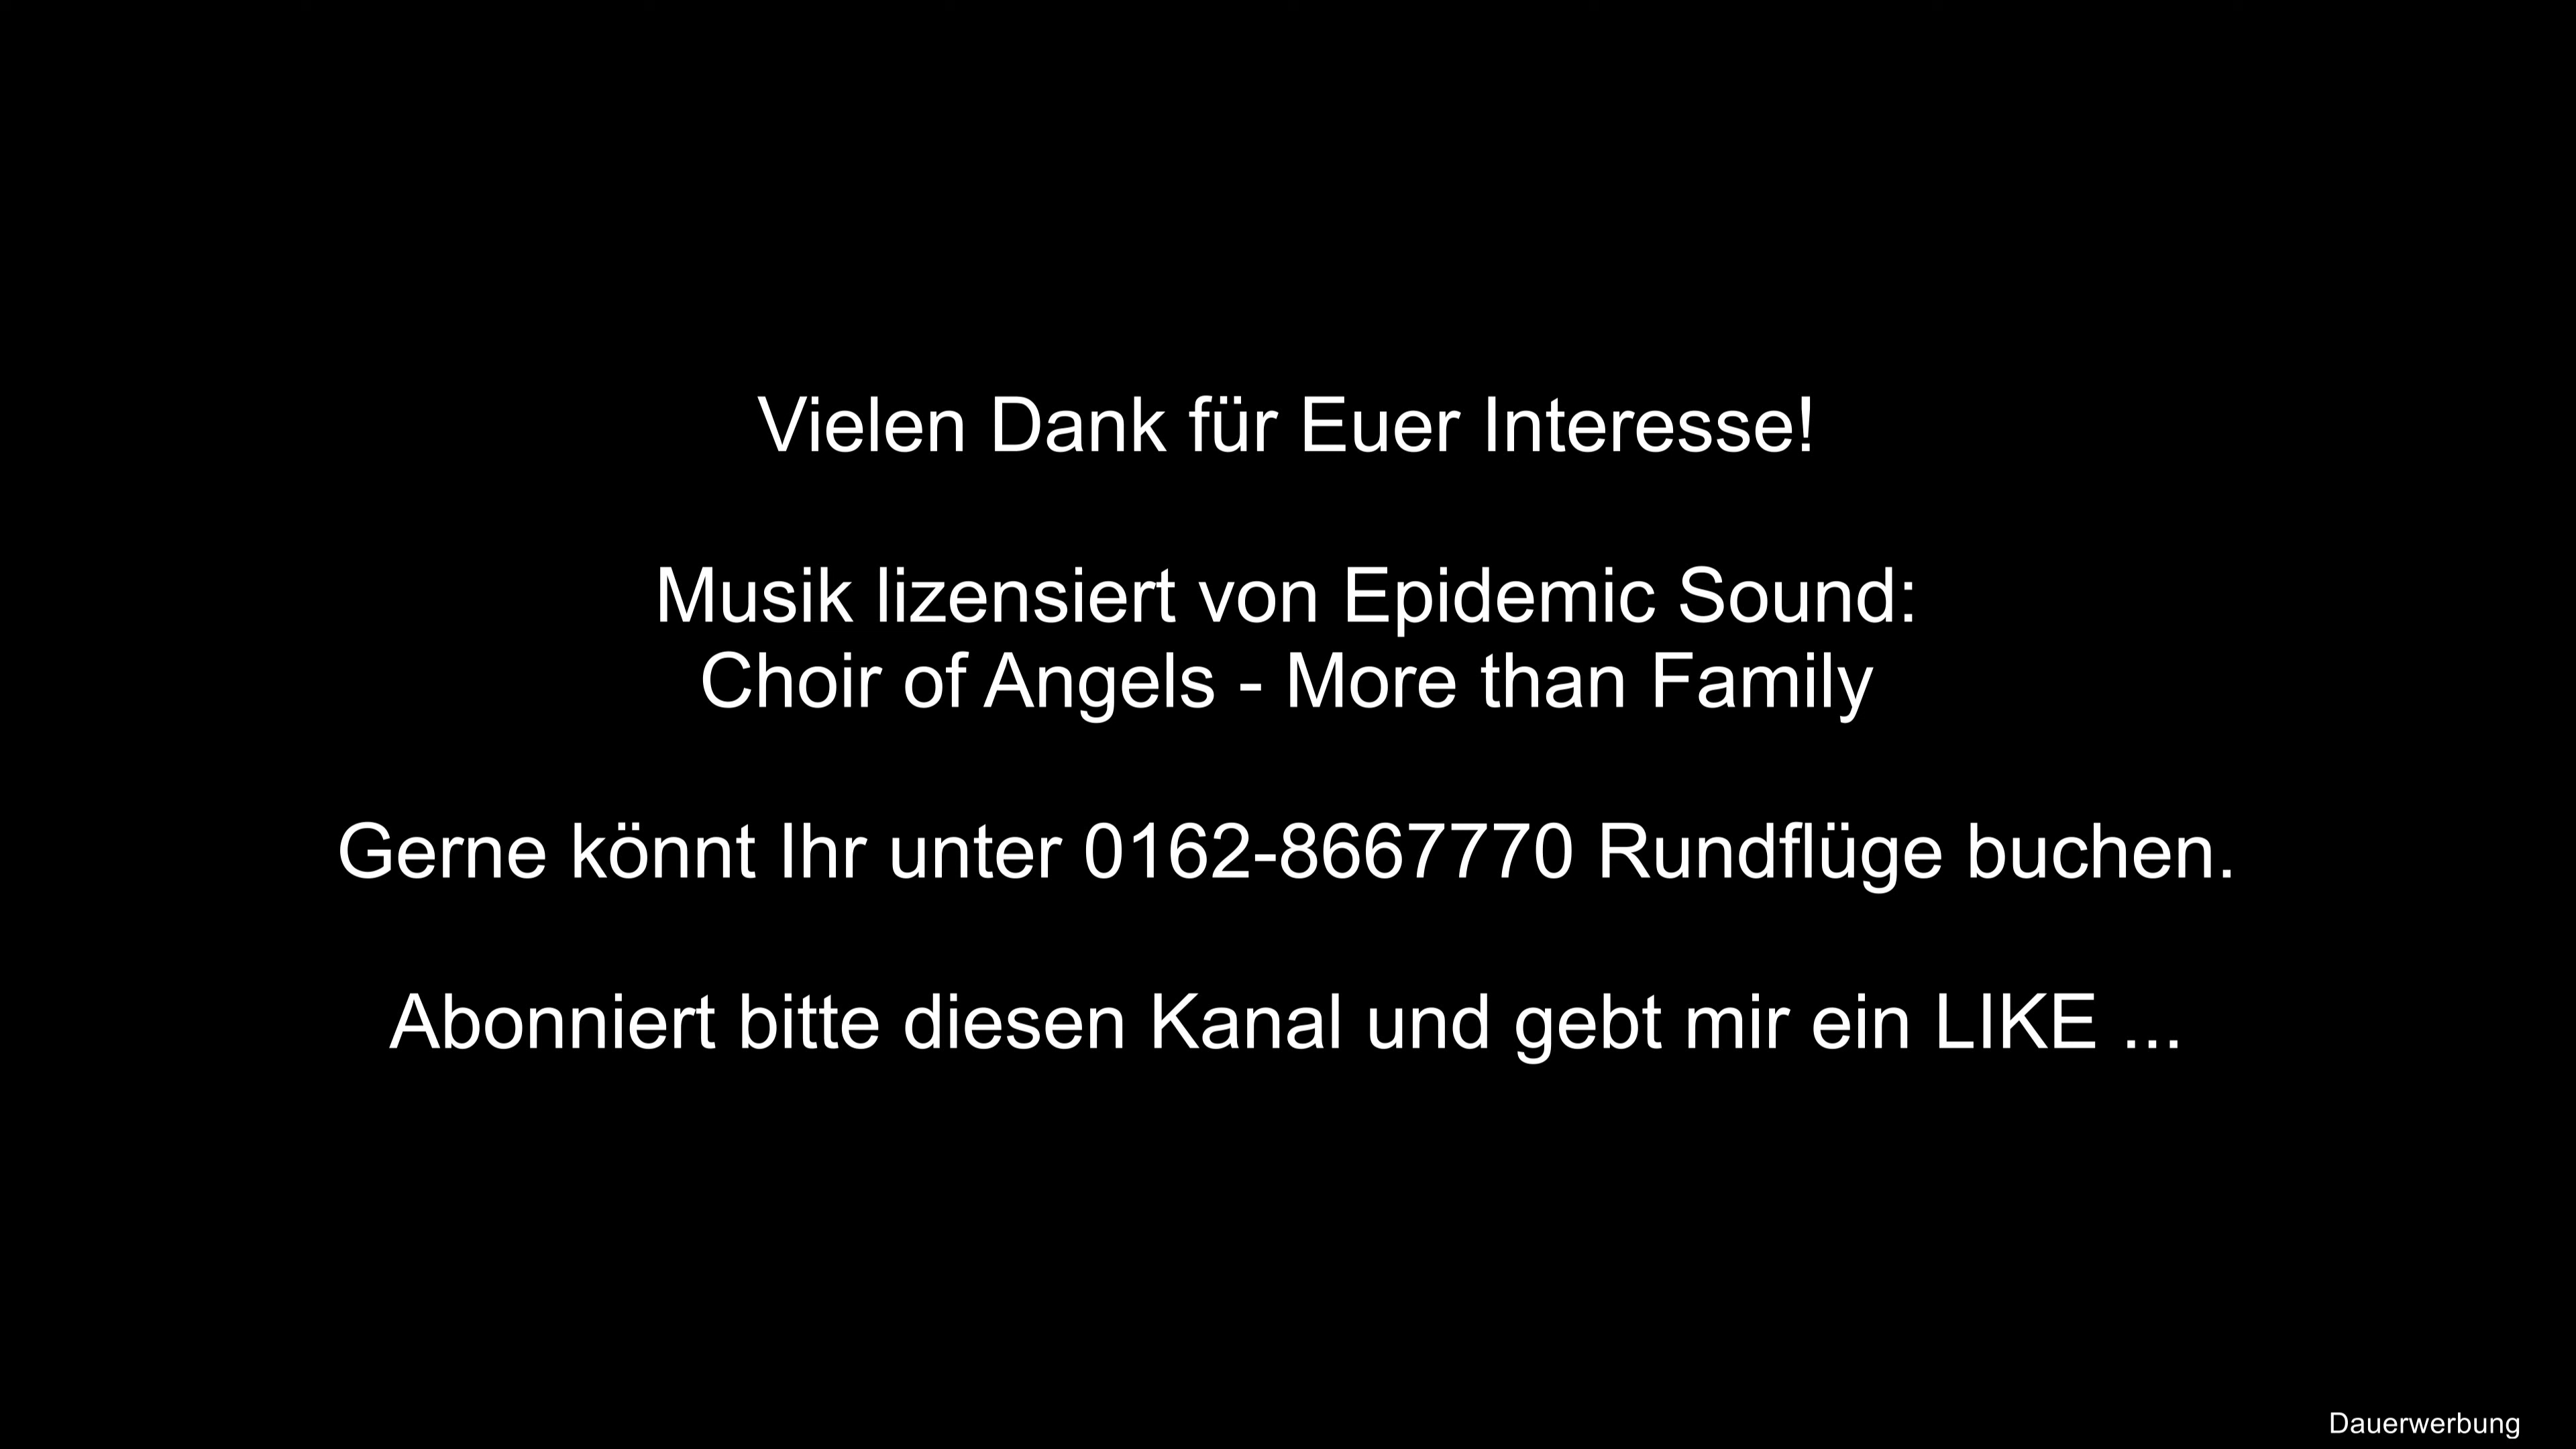 Vielen Dank für Euer Interesse!
Musik lizensiert von Epidemic Sound:
Choir of Angels - More than Family
Gerne könnt Ihr unter 0162-8667770 Rundflüge buchen.
Abonniert bitte diesen Kanal und gebt mir ein LIKE ...
Dauerwerbung